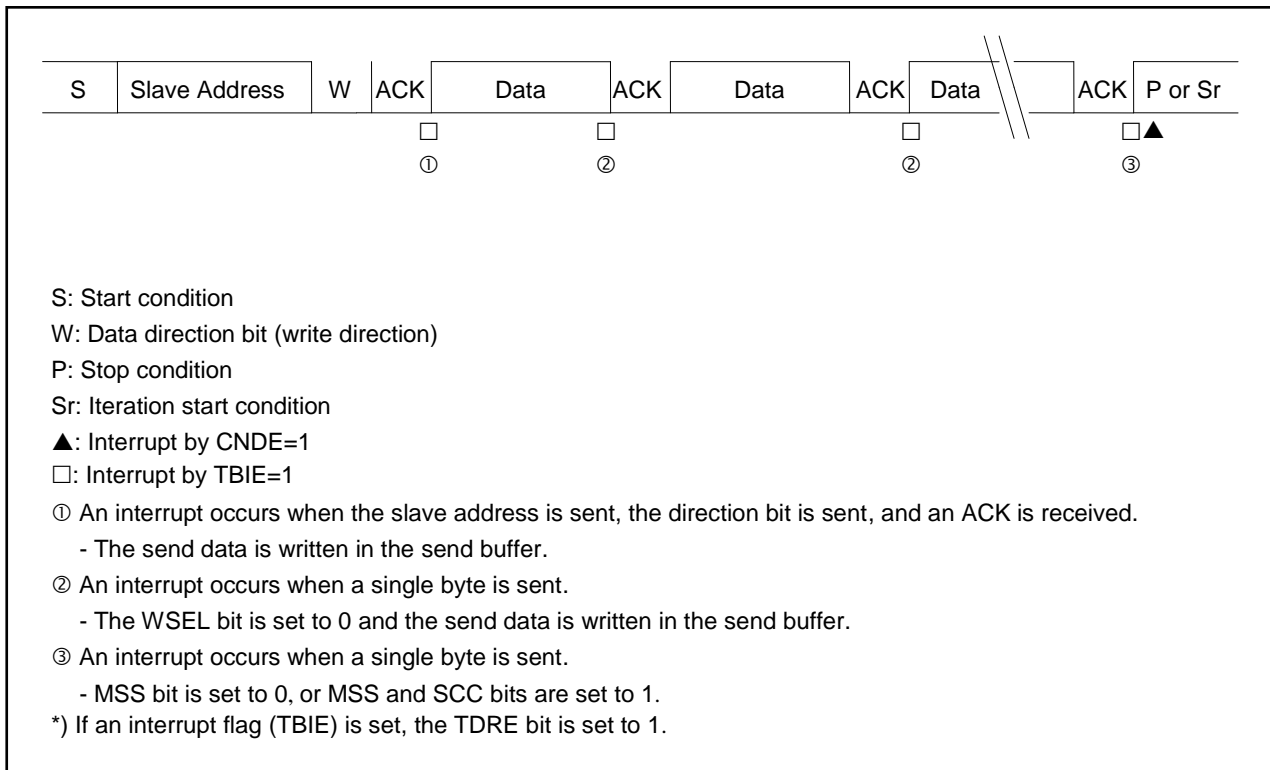 S Slave Address W ACK Data ACK Data ACK Data ACK P or Sr
□ □ □ □▲
① ② ② ③
S: Start condition
W: Data direction bit (write direction)
P: Stop condition
Sr: Iteration start condition
▲: Interrupt by CNDE=1
□: Interrupt by TBIE=1
① An interrupt occurs when the slave address is sent, the direction bit is sent, and an ACK is received.
- The send data is written in the send buffer.
② An interrupt occurs when a single byte is sent.
- The WSEL bit is set to 0 and the send data is written in the send buffer.
③ An interrupt occurs when a single byte is sent.
- MSS bit is set to 0, or MSS and SCC bits are set to 1.
*) If an interrupt flag (TBIE) is set, the TDRE bit is set to 1.